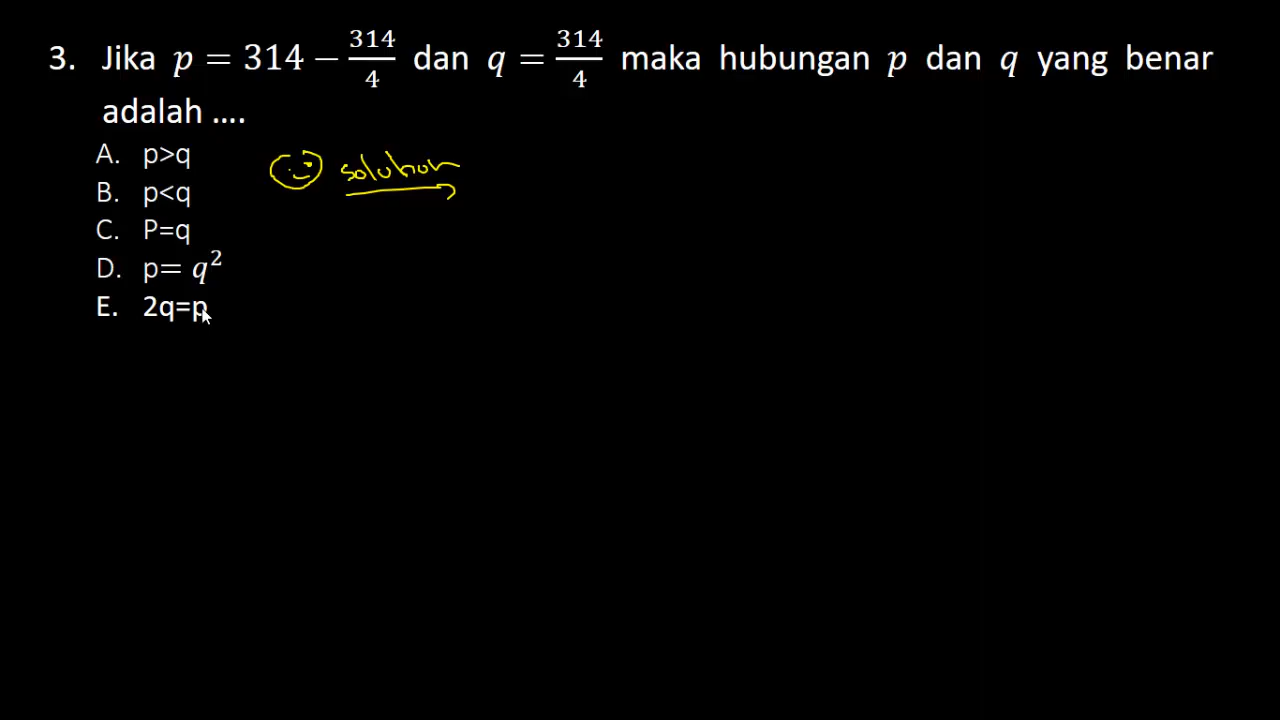 3. Jika p = 314 − 314/4 dan q = 314/4 maka hubungan p dan q yang benar
adalah ....
A. p>q
solution
B. p<q
C. P=q
D. p= q²
E. 2q=p